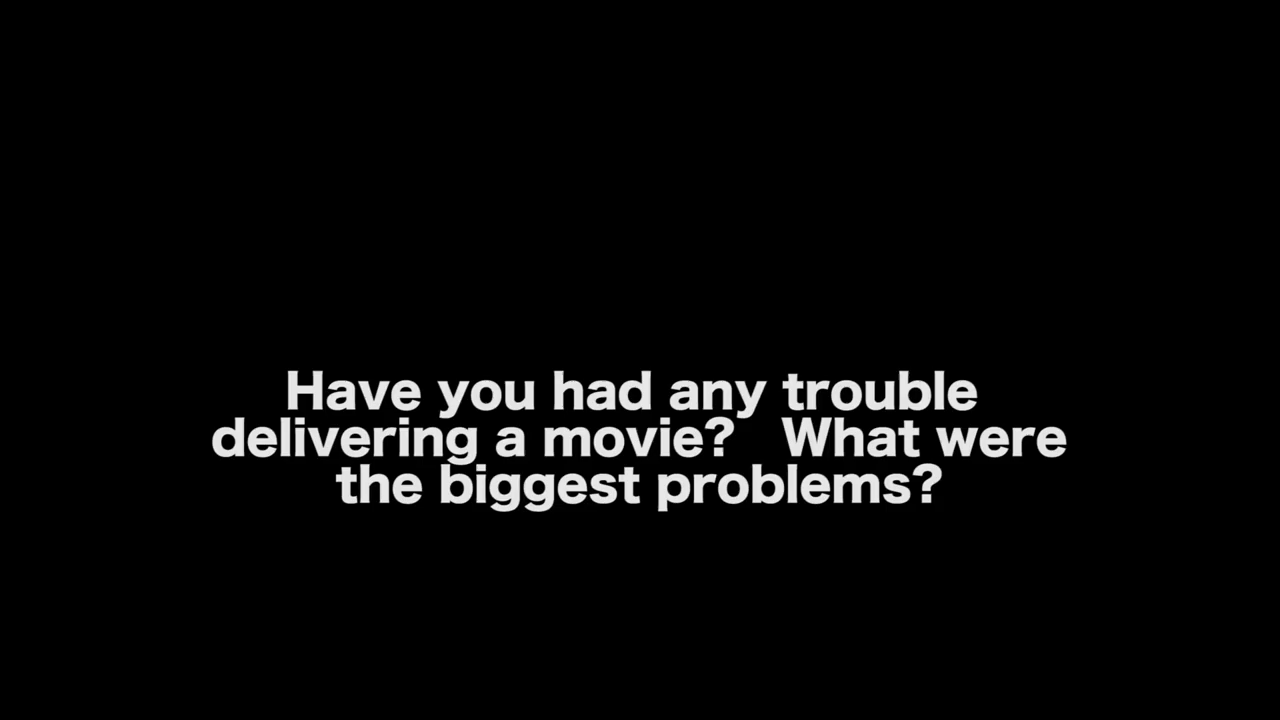 Have you had any trouble
delivering a movie?   What were
the biggest problems?